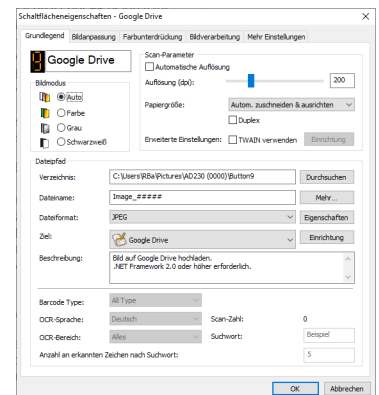 Schaltflächeneigenschaften - Google Drive
Grundlegend Bildanpassung Farbunterdrückung Bildverarbeitung Mehr Einstellungen
9 Google Drive
Bildmodus
Auto
Farbe
Grau
Schwarzweiß
Scan-Parameter
Automatische Auflösung
Auflösung (dpi): 200
Papiergröße: Autom. zuschneiden & ausrichten
Duplex
Erweiterte Einstellungen: TWAIN verwenden Einrichtung
Dateipfad
Verzeichnis: C:\Users\RBa\Pictures\AD230 (0000)\Button9 Durchsuchen
Dateiname: Image_##### Mehr...
Dateiformat: JPEG Eigenschaften
Ziel: Google Drive Einrichtung
Beschreibung: Bild auf Google Drive hochladen.
.NET Framework 2.0 oder höher erforderlich.
Barcode Type: All Type
OCR-Sprache: Deutsch Scan-Zahl: 0
OCR-Bereich: Alles Suchwort: Beispiel
Anzahl an erkannten Zeichen nach Suchwort: 5
OK Abbrechen